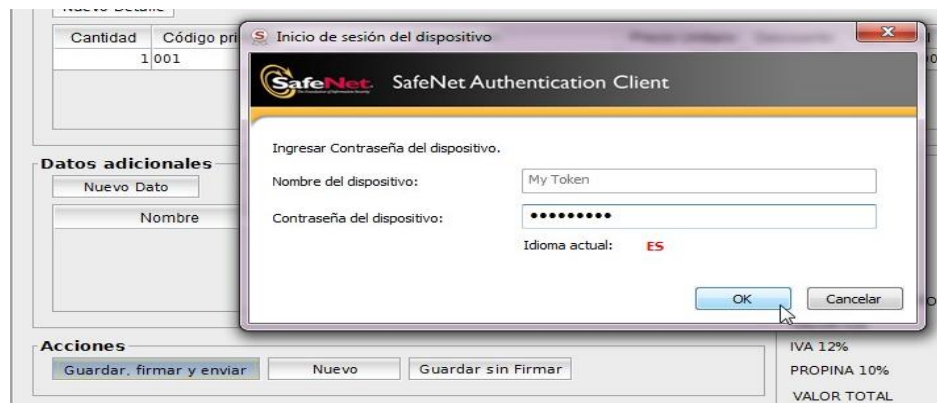 Nuevo Detalle
Cantidad Código pri
1 001
Inicio de sesión del dispositivo
SafeNet.
SafeNet Authentication Client
Ingresar Contraseña del dispositivo.
Nombre del dispositivo: My Token
Contraseña del dispositivo: •••••••••
Idioma actual: ES
OK Cancelar
Datos adicionales
Nuevo Dato
Nombre
Acciones
Guardar, firmar y enviar Nuevo Guardar sin Firmar
IVA 12%
PROPINA 10%
VALOR TOTAL